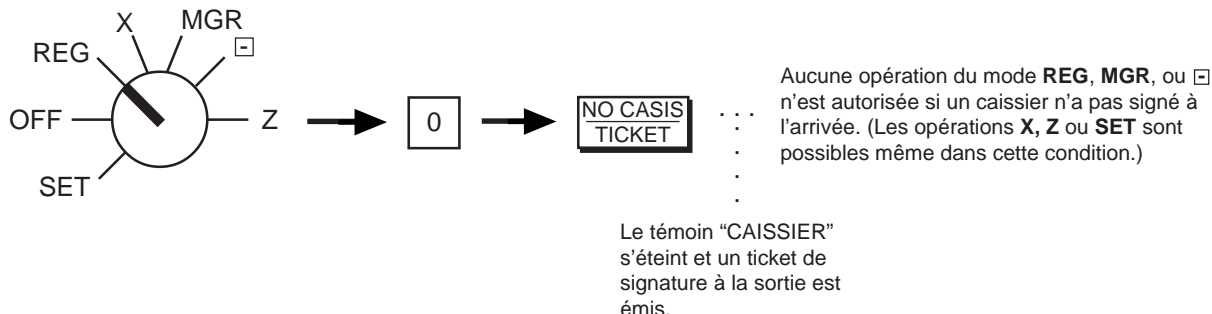 X
MGR
REG
⊟
OFF
Z
SET
0
NO CASIS
TICKET
. . .
Aucune opération du mode REG, MGR, ou ⊟
n'est autorisée si un caissier n'a pas signé à
l'arrivée. (Les opérations X, Z ou SET sont
possibles même dans cette condition.)
Le témoin “CAISSIER”
s'éteint et un ticket de
signature à la sortie est
émis.